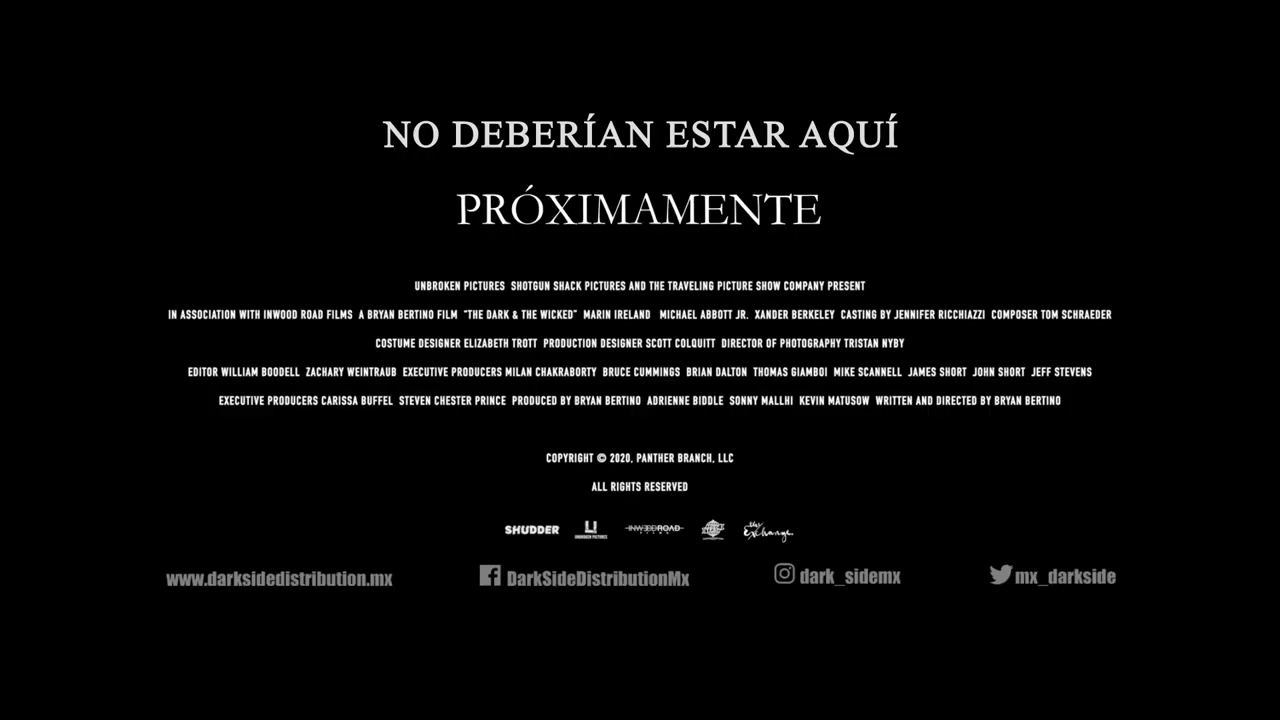 NO DEBERÍAN ESTAR AQUÍ
PRÓXIMAMENTE
UNBROKEN PICTURES SHOTGUN SHACK PICTURES AND THE TRAVELING PICTURE SHOW COMPANY PRESENT
IN ASSOCIATION WITH INWOOD ROAD FILMS A BRYAN BERTINO FILM "THE DARK & THE WICKED" MARIN IRELAND MICHAEL ABBOTT JR. XANDER BERKELEY CASTING BY JENNIFER RICCHIAZZI COMPOSER TOM SCHRAEDER
COSTUME DESIGNER ELIZABETH TROTT PRODUCTION DESIGNER SCOTT COLQUITT DIRECTOR OF PHOTOGRAPHY TRISTAN NYBY
EDITOR WILLIAM BOODELL ZACHARY WEINTRAUB EXECUTIVE PRODUCERS MILAN CHAKRABORTY BRUCE CUMMINGS BRIAN DALTON THOMAS GIAMBOI MIKE SCANNELL JAMES SHORT JOHN SHORT JEFF STEVENS
EXECUTIVE PRODUCERS CARISSA BUFFEL STEVEN CHESTER PRINCE PRODUCED BY BRYAN BERTINO ADRIENNE BIDDLE SONNY MALLHI KEVIN MATUSOW WRITTEN AND DIRECTED BY BRYAN BERTINO
COPYRIGHT © 2020, PANTHER BRANCH, LLC
ALL RIGHTS RESERVED
SHUDDER UNBROKEN PICTURES INWOODROAD FILMS the Exchange.
www.darksidedistribution.mx DarkSideDistributionMx dark_sidemx mx_darkside